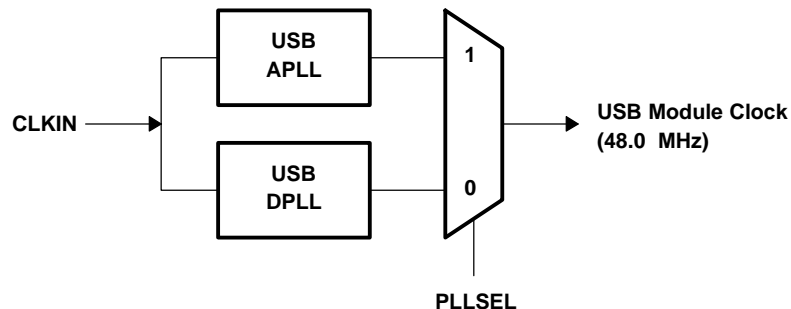 USB
APLL
1
CLKIN
USB Module Clock
(48.0 MHz)
USB
DPLL
0
PLLSEL